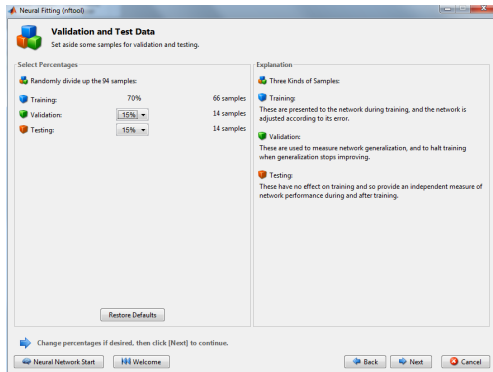 Neural Fitting (nftool)
Validation and Test Data
Set aside some samples for validation and testing.
Select Percentages
Randomly divide up the 94 samples:
Training: 70% 66 samples
Validation: 15% 14 samples
Testing: 15% 14 samples
Restore Defaults
Explanation
Three Kinds of Samples:
Training:
These are presented to the network during training, and the network is
adjusted according to its error.
Validation:
These are used to measure network generalization, and to halt training
when generalization stops improving.
Testing:
These have no effect on training and so provide an independent measure of
network performance during and after training.
Change percentages if desired, then click [Next] to continue.
Neural Network Start Welcome Back Next Cancel